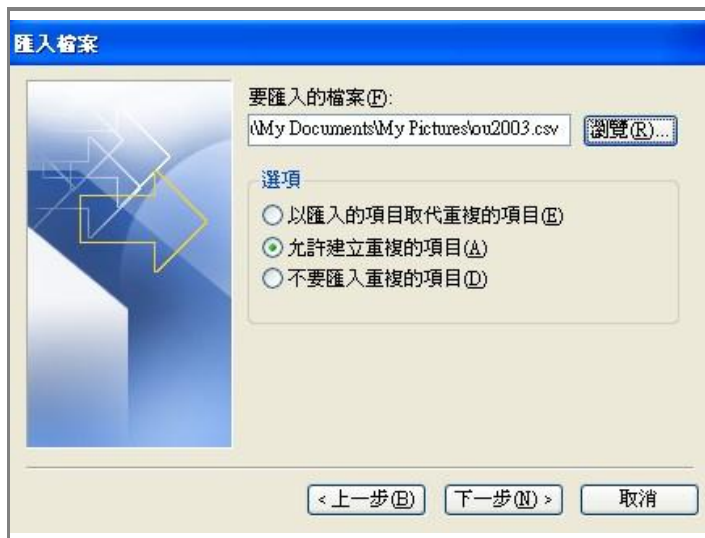 匯入檔案
要匯入的檔案(F):
\My Documents\My Pictures\ou2003.csv 瀏覽(R)...
選項
以匯入的項目取代重複的項目(E)
允許建立重複的項目(A)
不要匯入重複的項目(D)
<上一步(B) 下一步(N)> 取消